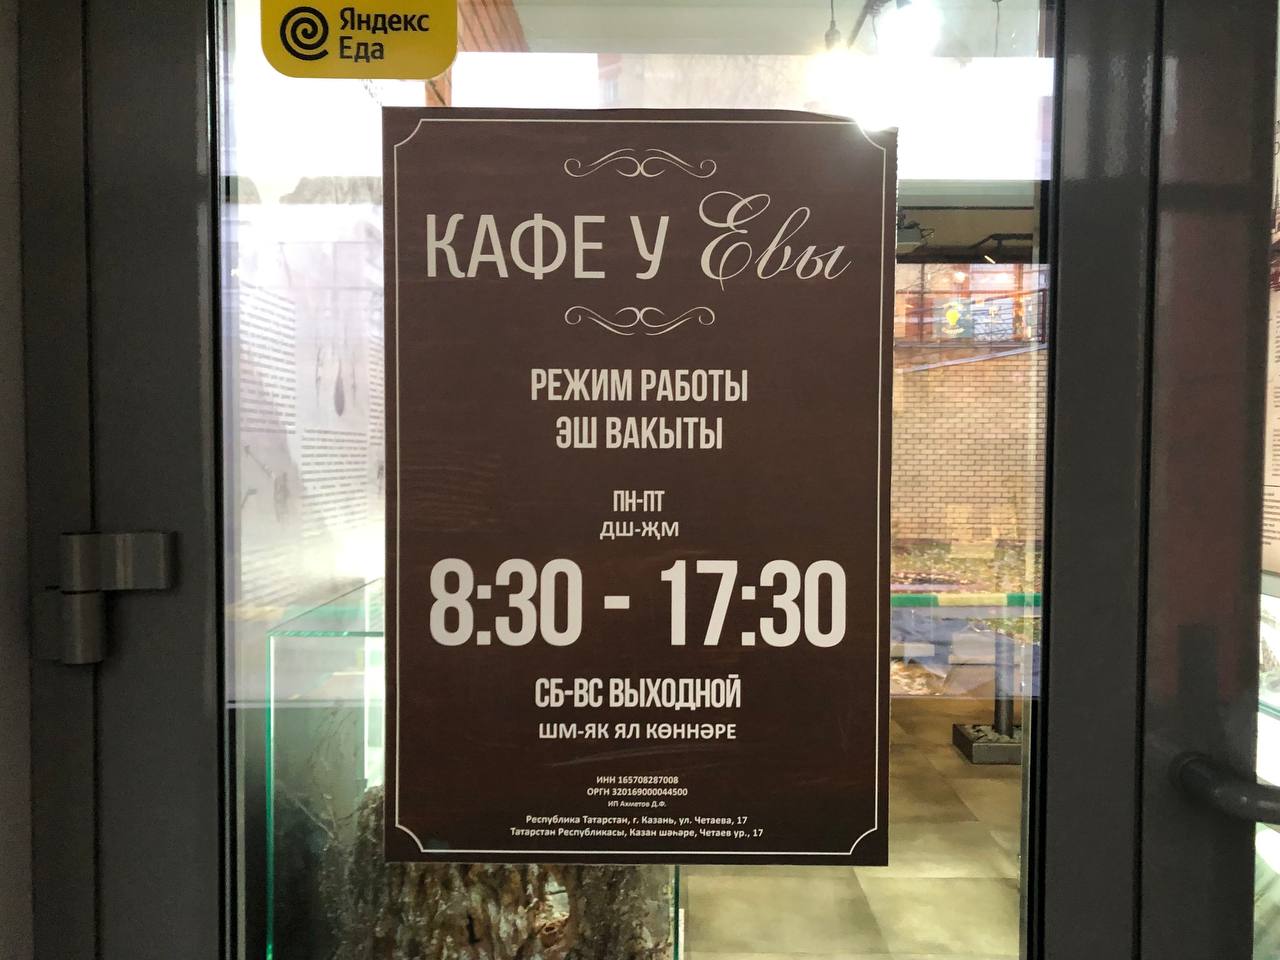 Яндекс
Еда
КАФЕ У Евы
РЕЖИМ РАБОТЫ
ЭШ ВАКЫТЫ
ПН-ПТ
ДШ-ҖМ
8:30 - 17:30
СБ-ВС ВЫХОДНОЙ
ШМ-ЯК ЯЛ КӨННӘРЕ
ИНН 165708287008
ОРГН 320169000044500
ИП Ахметов Д.Ф.
Республика Татарстан, г. Казань, ул. Четаева, 17
Татарстан Республикасы, Казан шәһәре, Четаев ур., 17